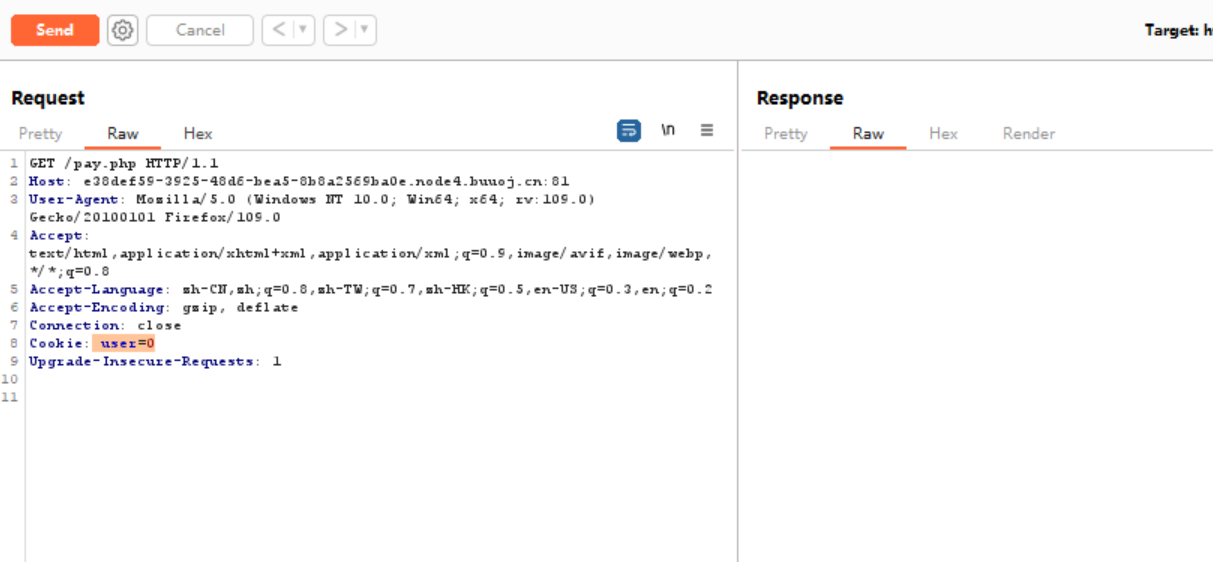 Send
Cancel
< ▼
> ▼
Target: h
Request
Pretty Raw Hex
\n
1 GET /pay.php HTTP/1.1
2 Host: e38def59-3925-48d6-bea5-8b8a2569ba0e.node4.buuoj.cn:81
3 User-Agent: Mozilla/5.0 (Windows NT 10.0; Win64; x64; rv:109.0)
Gecko/20100101 Firefox/109.0
4 Accept:
text/html,application/xhtml+xml,application/xml;q=0.9,image/avif,image/webp,
*/*;q=0.8
5 Accept-Language: zh-CN,zh;q=0.8,zh-TW;q=0.7,zh-HK;q=0.5,en-US;q=0.3,en;q=0.2
6 Accept-Encoding: gzip, deflate
7 Connection: close
8 Cookie: user=0
9 Upgrade-Insecure-Requests: 1
10
11
Response
Pretty Raw Hex Render